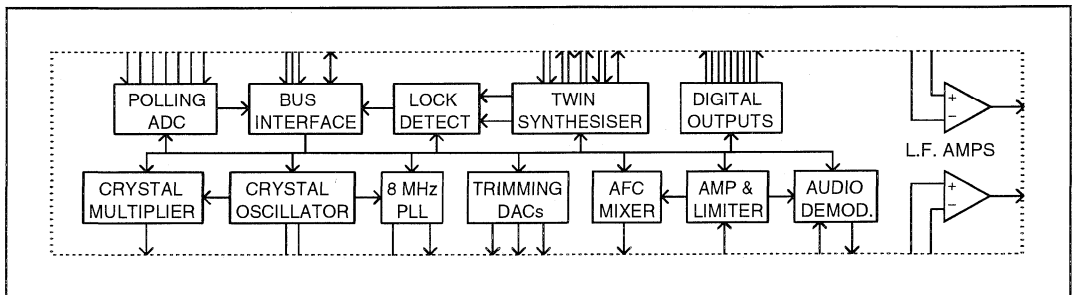 POLLING
ADC
BUS
INTERFACE
LOCK
DETECT
TWIN
SYNTHESISER
DIGITAL
OUTPUTS
+
−
L.F. AMPS
CRYSTAL
MULTIPLIER
CRYSTAL
OSCILLATOR
8 MHz
PLL
TRIMMING
DACs
AFC
MIXER
AMP &
LIMITER
AUDIO
DEMOD.
+
−